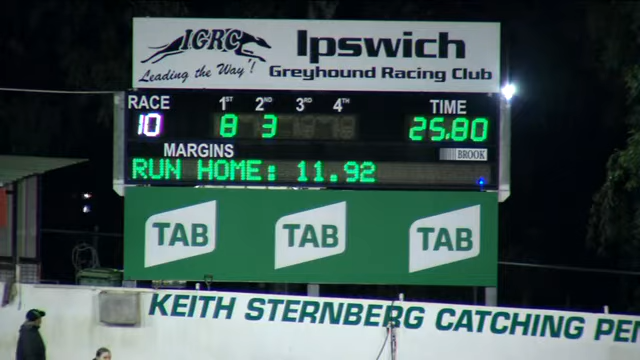 IGRC
Leading the Way!
Ipswich
Greyhound Racing Club
RACE 1ST 2ND 3RD 4TH TIME
10 8 3 25.80
MARGINS BROOK
RUN HOME: 11.92
TAB TAB TAB
KEITH STERNBERG CATCHING PEN